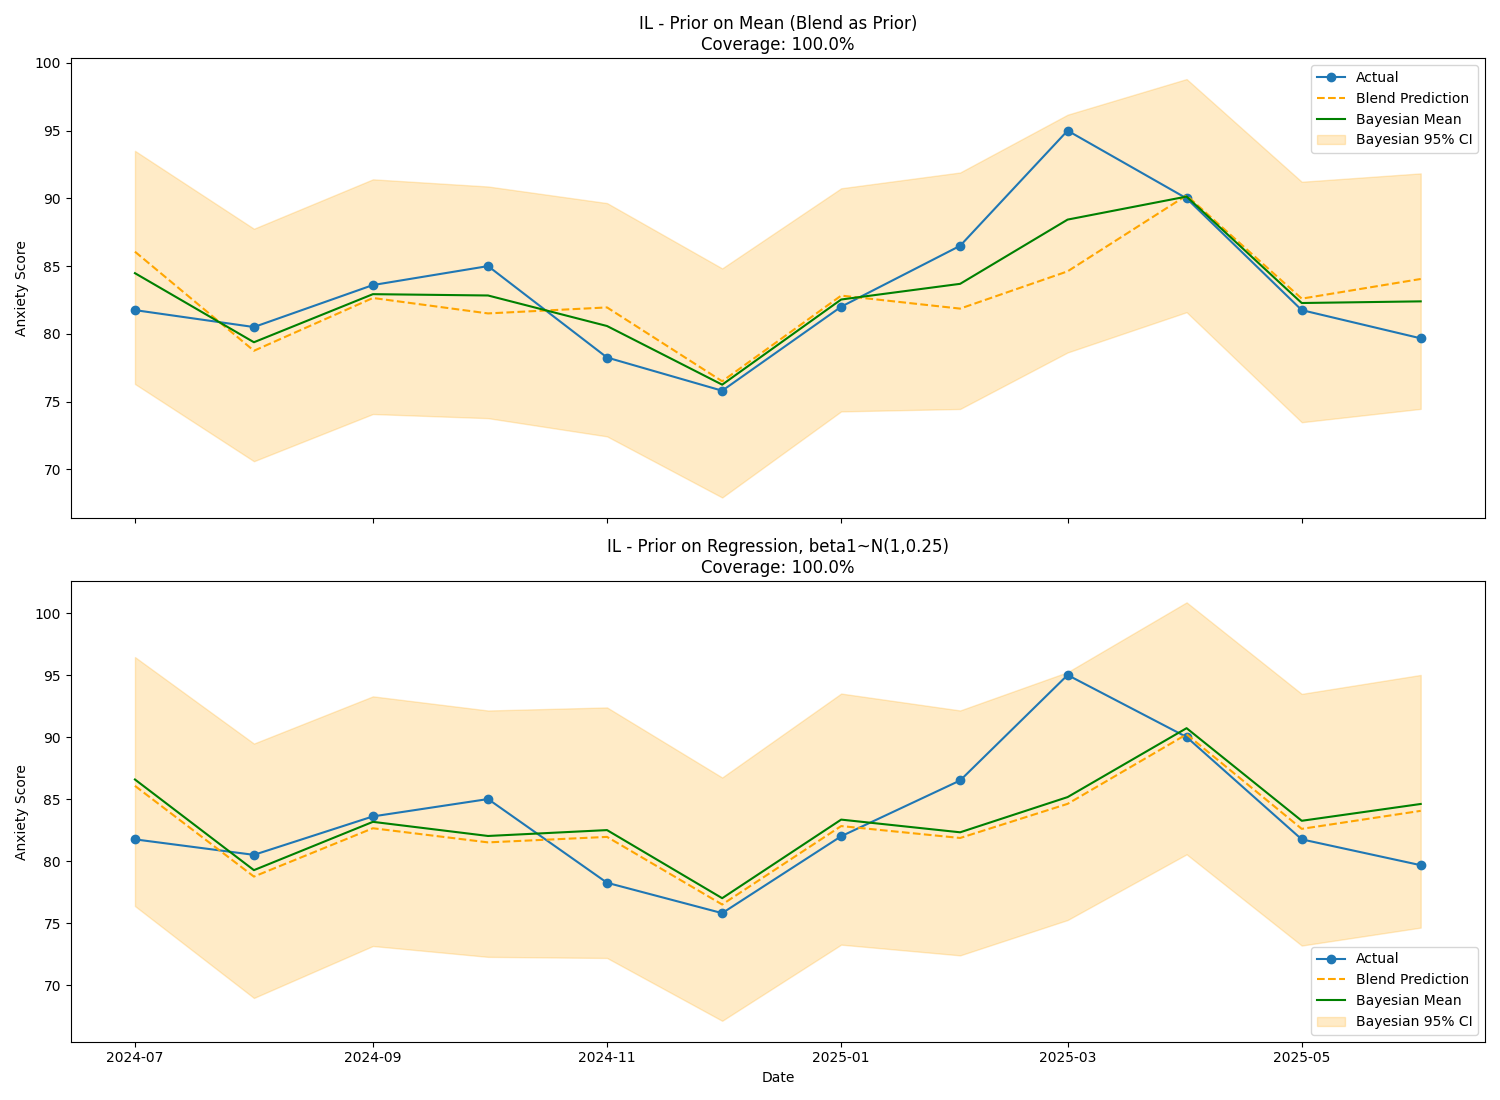 IL - Prior on Mean (Blend as Prior)
Coverage: 100.0%
100
95
90
85
80
75
70
Anxiety Score
Actual
Blend Prediction
Bayesian Mean
Bayesian 95% CI
IL - Prior on Regression, beta1~N(1,0.25)
Coverage: 100.0%
100
95
90
85
80
75
70
Anxiety Score
Actual
Blend Prediction
Bayesian Mean
Bayesian 95% CI
2024-07
2024-09
2024-11
2025-01
2025-03
2025-05
Date